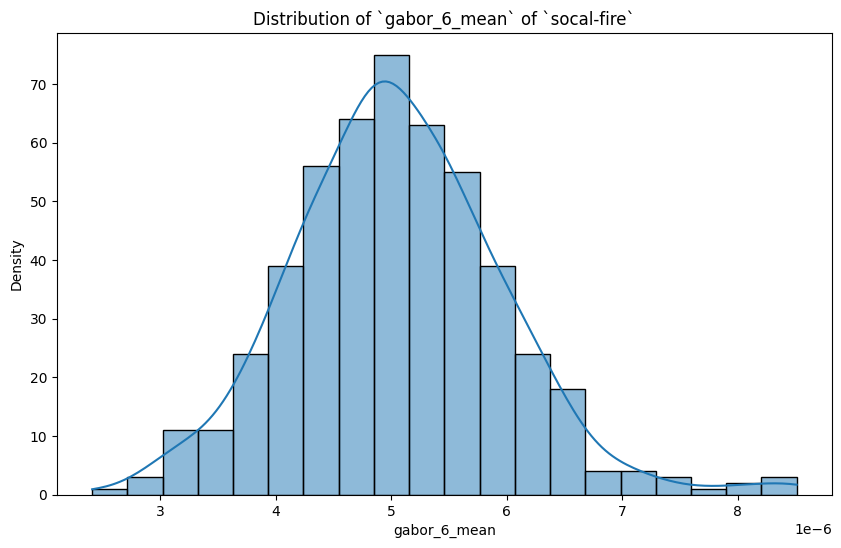 Distribution of `gabor_6_mean` of `socal-fire`
Density
70
60
50
40
30
20
10
0
3 4 5 6 7 8
1e−6
gabor_6_mean